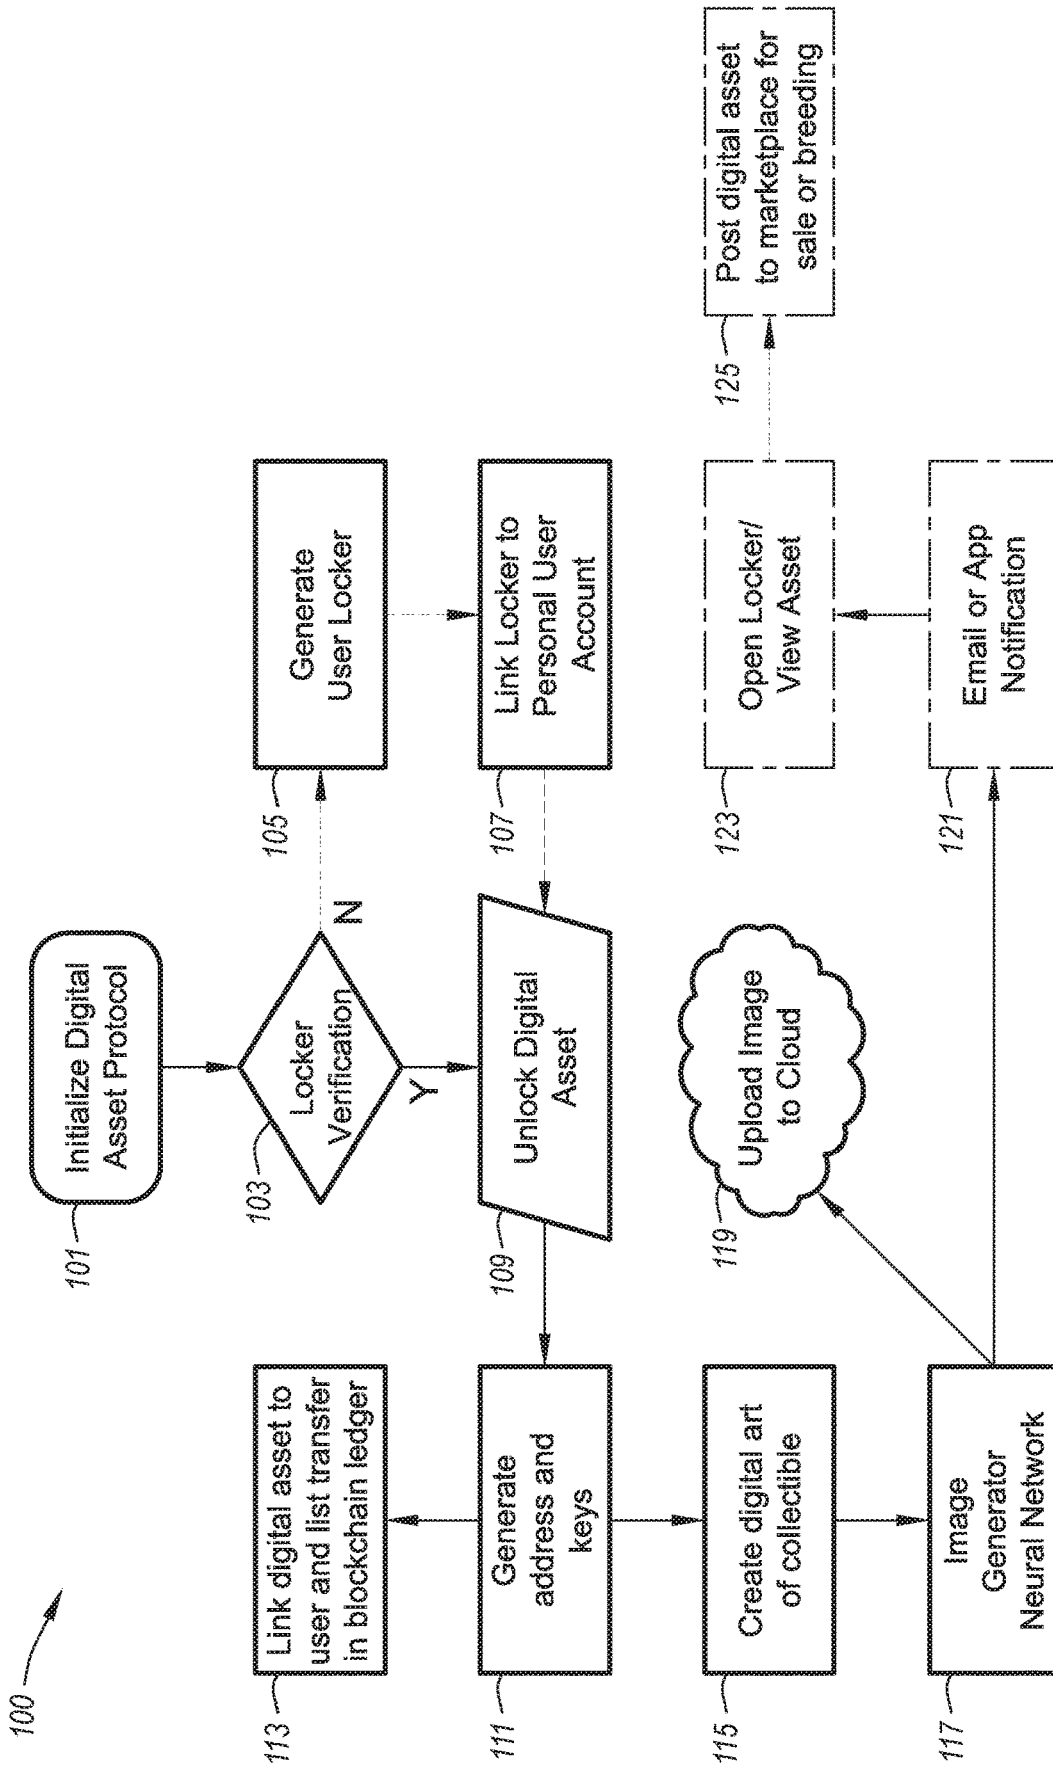 100
101
Initialize Digital
Asset Protocol
103
Locker
Verification
N
Y
105
Generate
User Locker
107
Link Locker to
Personal User
Account
109
Unlock Digital
Asset
111
Generate
address and
keys
113
Link digital asset to
user and list transfer
in blockchain ledger
115
Create digital art
of collectible
117
Image
Generator
Neural Network
119
Upload Image
to Cloud
121
Email or App
Notification
123
Open Locker/
View Asset
125
Post digital asset
to marketplace for
sale or breeding